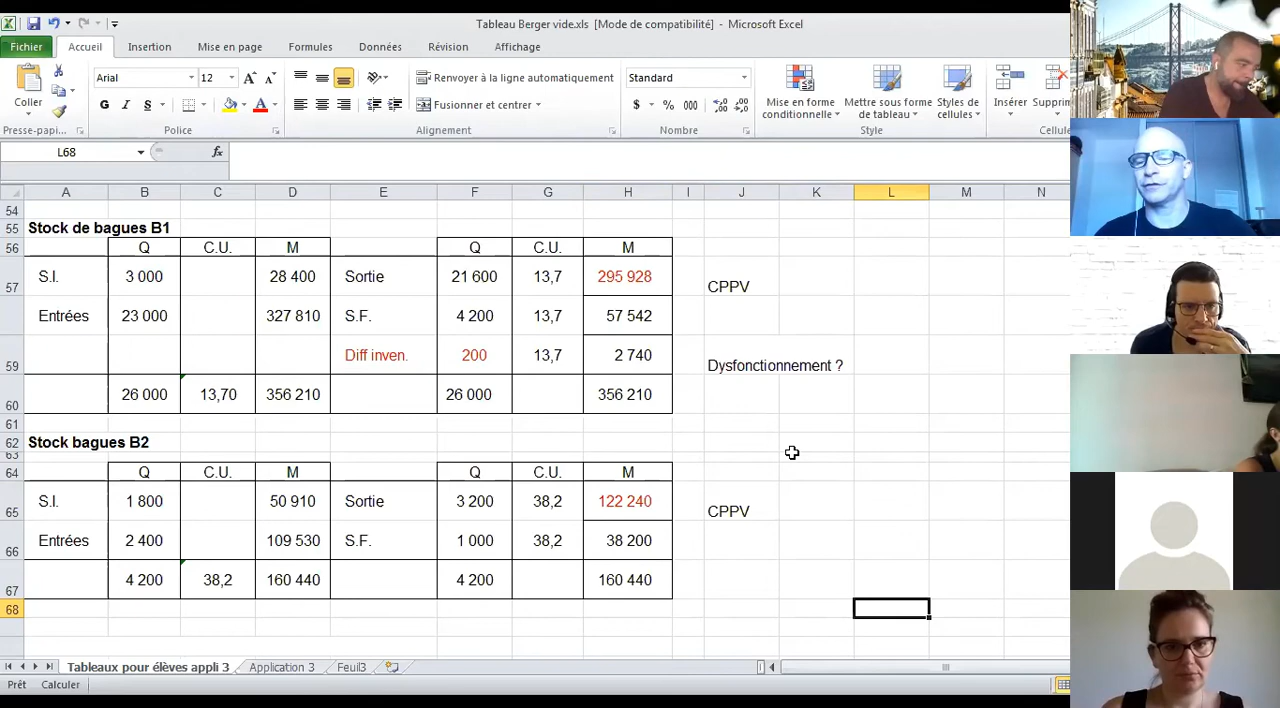 Tableau Berger vide.xls [Mode de compatibilité] - Microsoft Excel
Fichier Accueil Insertion Mise en page Formules Données Révision Affichage
Arial 12 A A Renvoyer à la ligne automatiquement Standard
Coller G I S A Fusionner et centrer $ % 000 Mise en forme conditionnelle Mettre sous forme de tableau Styles de cellules Insérer Supprim
Presse-papi... Police Alignement Nombre Style Cellule
L68 fx
A B C D E F G H I J K L M N
54
55 Stock de bagues B1
56 Q C.U. M Q C.U. M
57 S.I. 3 000 28 400 Sortie 21 600 13,7 295 928 CPPV
Entrées 23 000 327 810 S.F. 4 200 13,7 57 542
59 Diff inven. 200 13,7 2 740 Dysfonctionnement ?
60 26 000 13,70 356 210 26 000 356 210
61
62 Stock bagues B2
63
64 Q C.U. M Q C.U. M
65 S.I. 1 800 50 910 Sortie 3 200 38,2 122 240 CPPV
66 Entrées 2 400 109 530 S.F. 1 000 38,2 38 200
67 4 200 38,2 160 440 4 200 160 440
68
Tableaux pour élèves appli 3 Application 3 Feuil3
Prêt Calculer